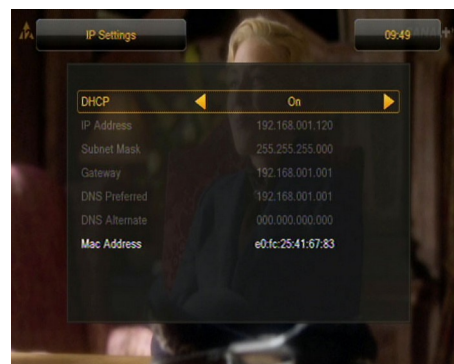 IP Settings 09:49
DHCP On
IP Address 192.168.001.120
Subnet Mask 255.255.255.000
Gateway 192.168.001.001
DNS Preferred 192.168.001.001
DNS Alternate 000.000.000.000
Mac Address e0:fc:25:41:67:83